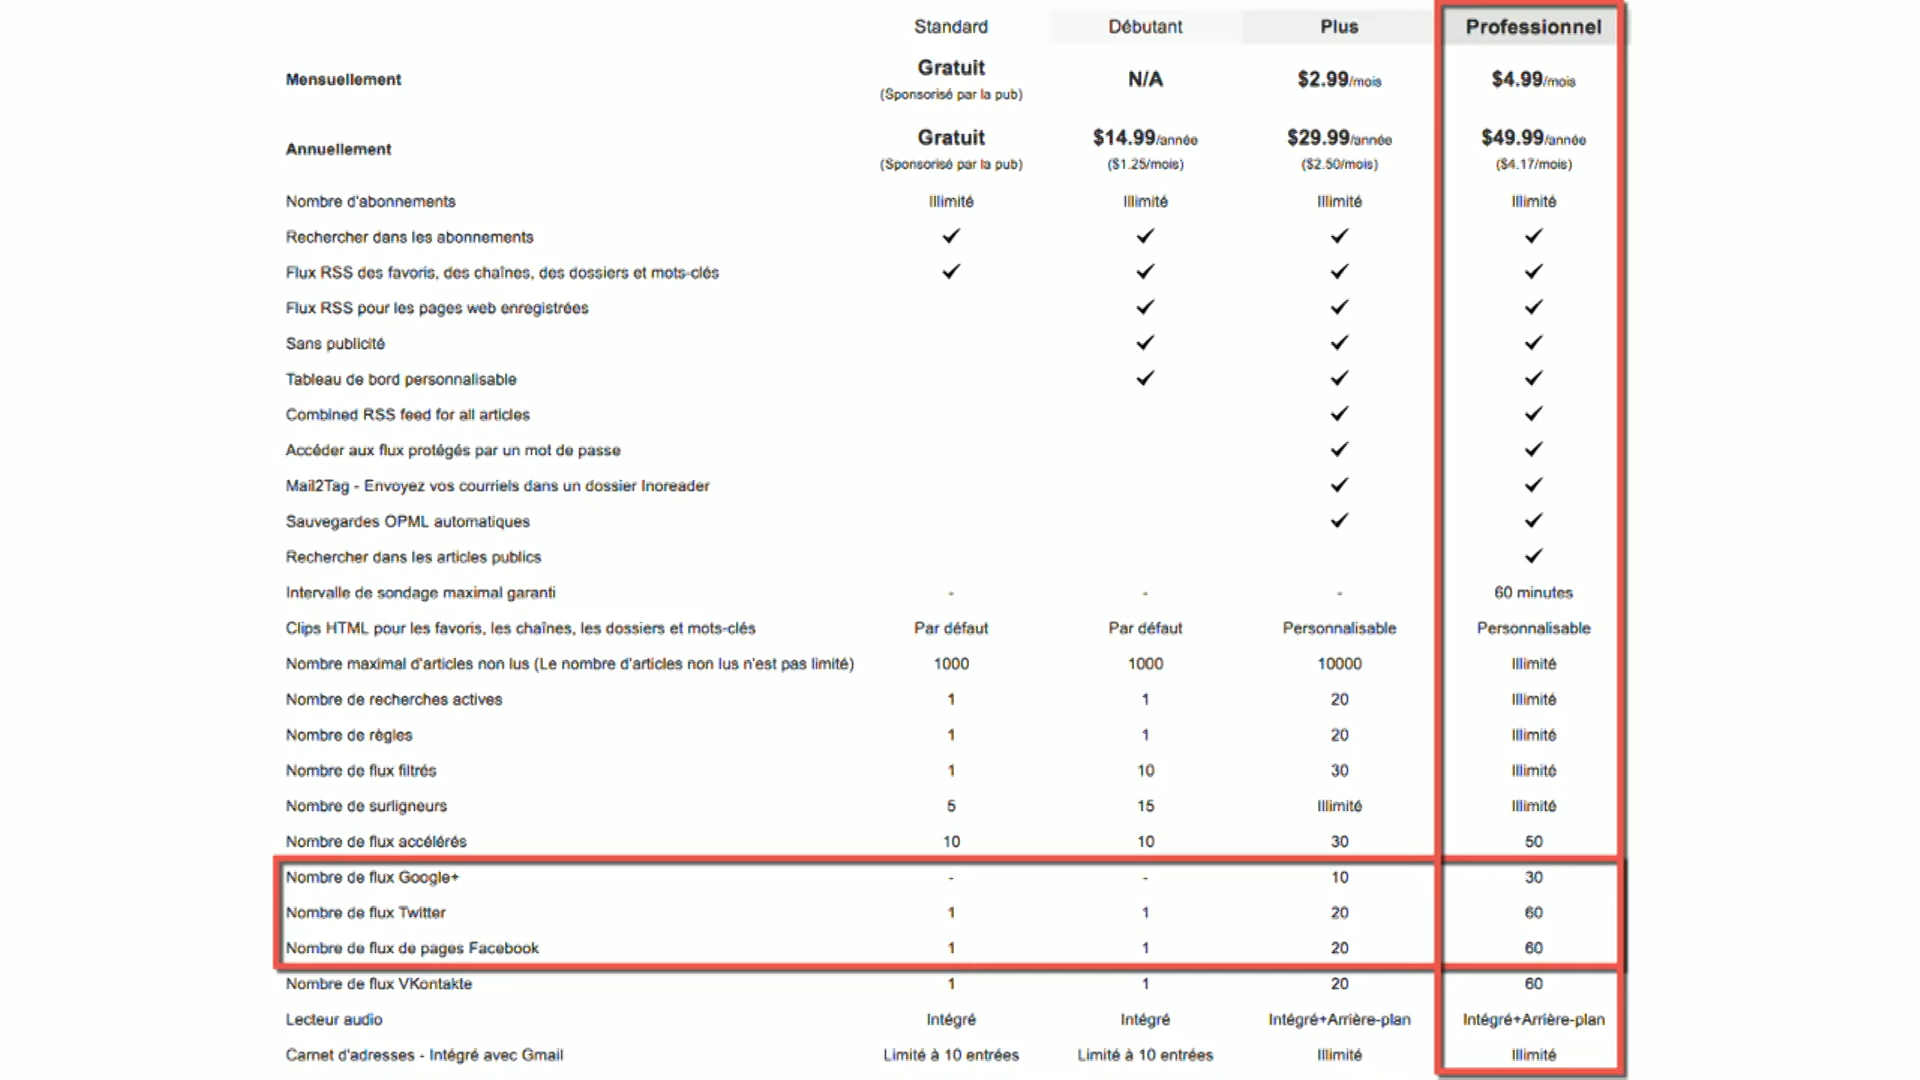 Standard Débutant Plus Professionnel
Mensuellement Gratuit N/A $2.99/mois $4.99/mois
(Sponsorisé par la pub)
Annuellement Gratuit $14.99/année $29.99/année $49.99/année
(Sponsorisé par la pub) ($1.25/mois) ($2.50/mois) ($4.17/mois)
Nombre d'abonnements Illimité Illimité Illimité Illimité
Rechercher dans les abonnements ✓ ✓ ✓ ✓
Flux RSS des favoris, des chaînes, des dossiers et mots-clés ✓ ✓ ✓ ✓
Flux RSS pour les pages web enregistrées ✓ ✓ ✓
Sans publicité ✓ ✓ ✓
Tableau de bord personnalisable ✓ ✓ ✓
Combined RSS feed for all articles ✓ ✓
Accéder aux flux protégés par un mot de passe ✓ ✓
Mail2Tag - Envoyez vos courriels dans un dossier Inoreader ✓ ✓
Sauvegardes OPML automatiques ✓ ✓
Rechercher dans les articles publics ✓
Intervalle de sondage maximal garanti - - - 60 minutes
Clips HTML pour les favoris, les chaînes, les dossiers et mots-clés Par défaut Par défaut Personnalisable Personnalisable
Nombre maximal d'articles non lus (Le nombre d'articles non lus n'est pas limité) 1000 1000 10000 Illimité
Nombre de recherches actives 1 1 20 Illimité
Nombre de règles 1 1 20 Illimité
Nombre de flux filtrés 1 10 30 Illimité
Nombre de surligneurs 5 15 Illimité Illimité
Nombre de flux accélérés 10 10 30 50
Nombre de flux Google+ - - 10 30
Nombre de flux Twitter 1 1 20 60
Nombre de flux de pages Facebook 1 1 20 60
Nombre de flux VKontakte 1 1 20 60
Lecteur audio Intégré Intégré Intégré+Arrière-plan Intégré+Arrière-plan
Carnet d'adresses - Intégré avec Gmail Limité à 10 entrées Limité à 10 entrées Illimité Illimité